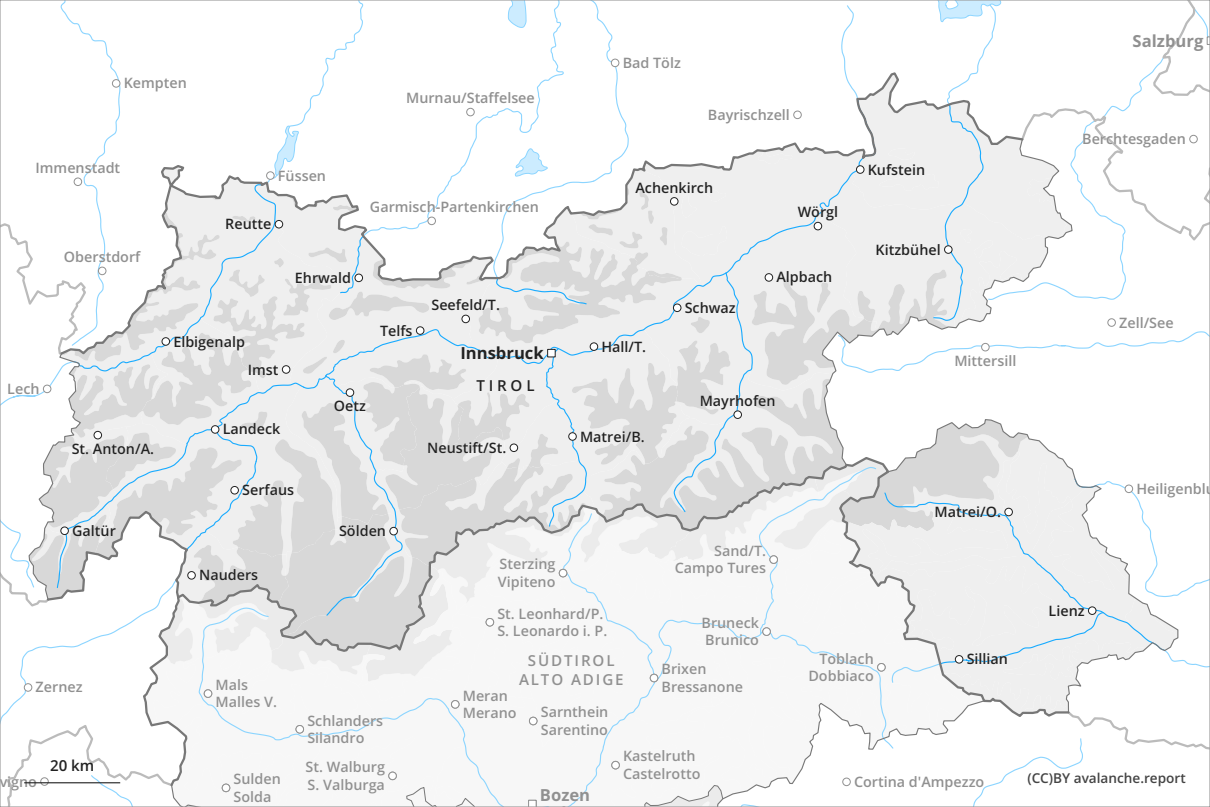 Salzburg
Bad Tölz
Kempten
Murnau/Staffelsee
Bayrischzell
Berchtesgaden
Immenstadt
Füssen
Kufstein
Achenkirch
Garmisch-Partenkirchen
Wörgl
Reutte
Kitzbühel
Oberstdorf
Ehrwald
Alpbach
Seefeld/T.
Schwaz
Zell/See
Telfs
Elbigenalp
Innsbruck
Hall/T.
Mittersill
Imst
TIROL
Lech
Oetz
Mayrhofen
Landeck
Matrei/B.
St. Anton/A.
Neustift/St.
Serfaus
Heiligenblu
Matrei/O.
Galtür
Sölden
Sand/T.
Campo Tures
Sterzing
Vipiteno
Nauders
Lienz
St. Leonhard/P.
S. Leonardo i. P.
Bruneck
Brunico
SÜDTIROL
ALTO ADIGE
Toblach
Dobbiaco
Sillian
Brixen
Bressanone
Zernez
Mals
Malles V.
Meran
Merano
Sarnthein
Sarentino
Schlanders
Silandro
Kastelruth
Castelrotto
20 km
St. Walburg
S. Valburga
vigno
Sulden
Solda
Cortina d'Ampezzo
(CC)BY avalanche.report
Bozen